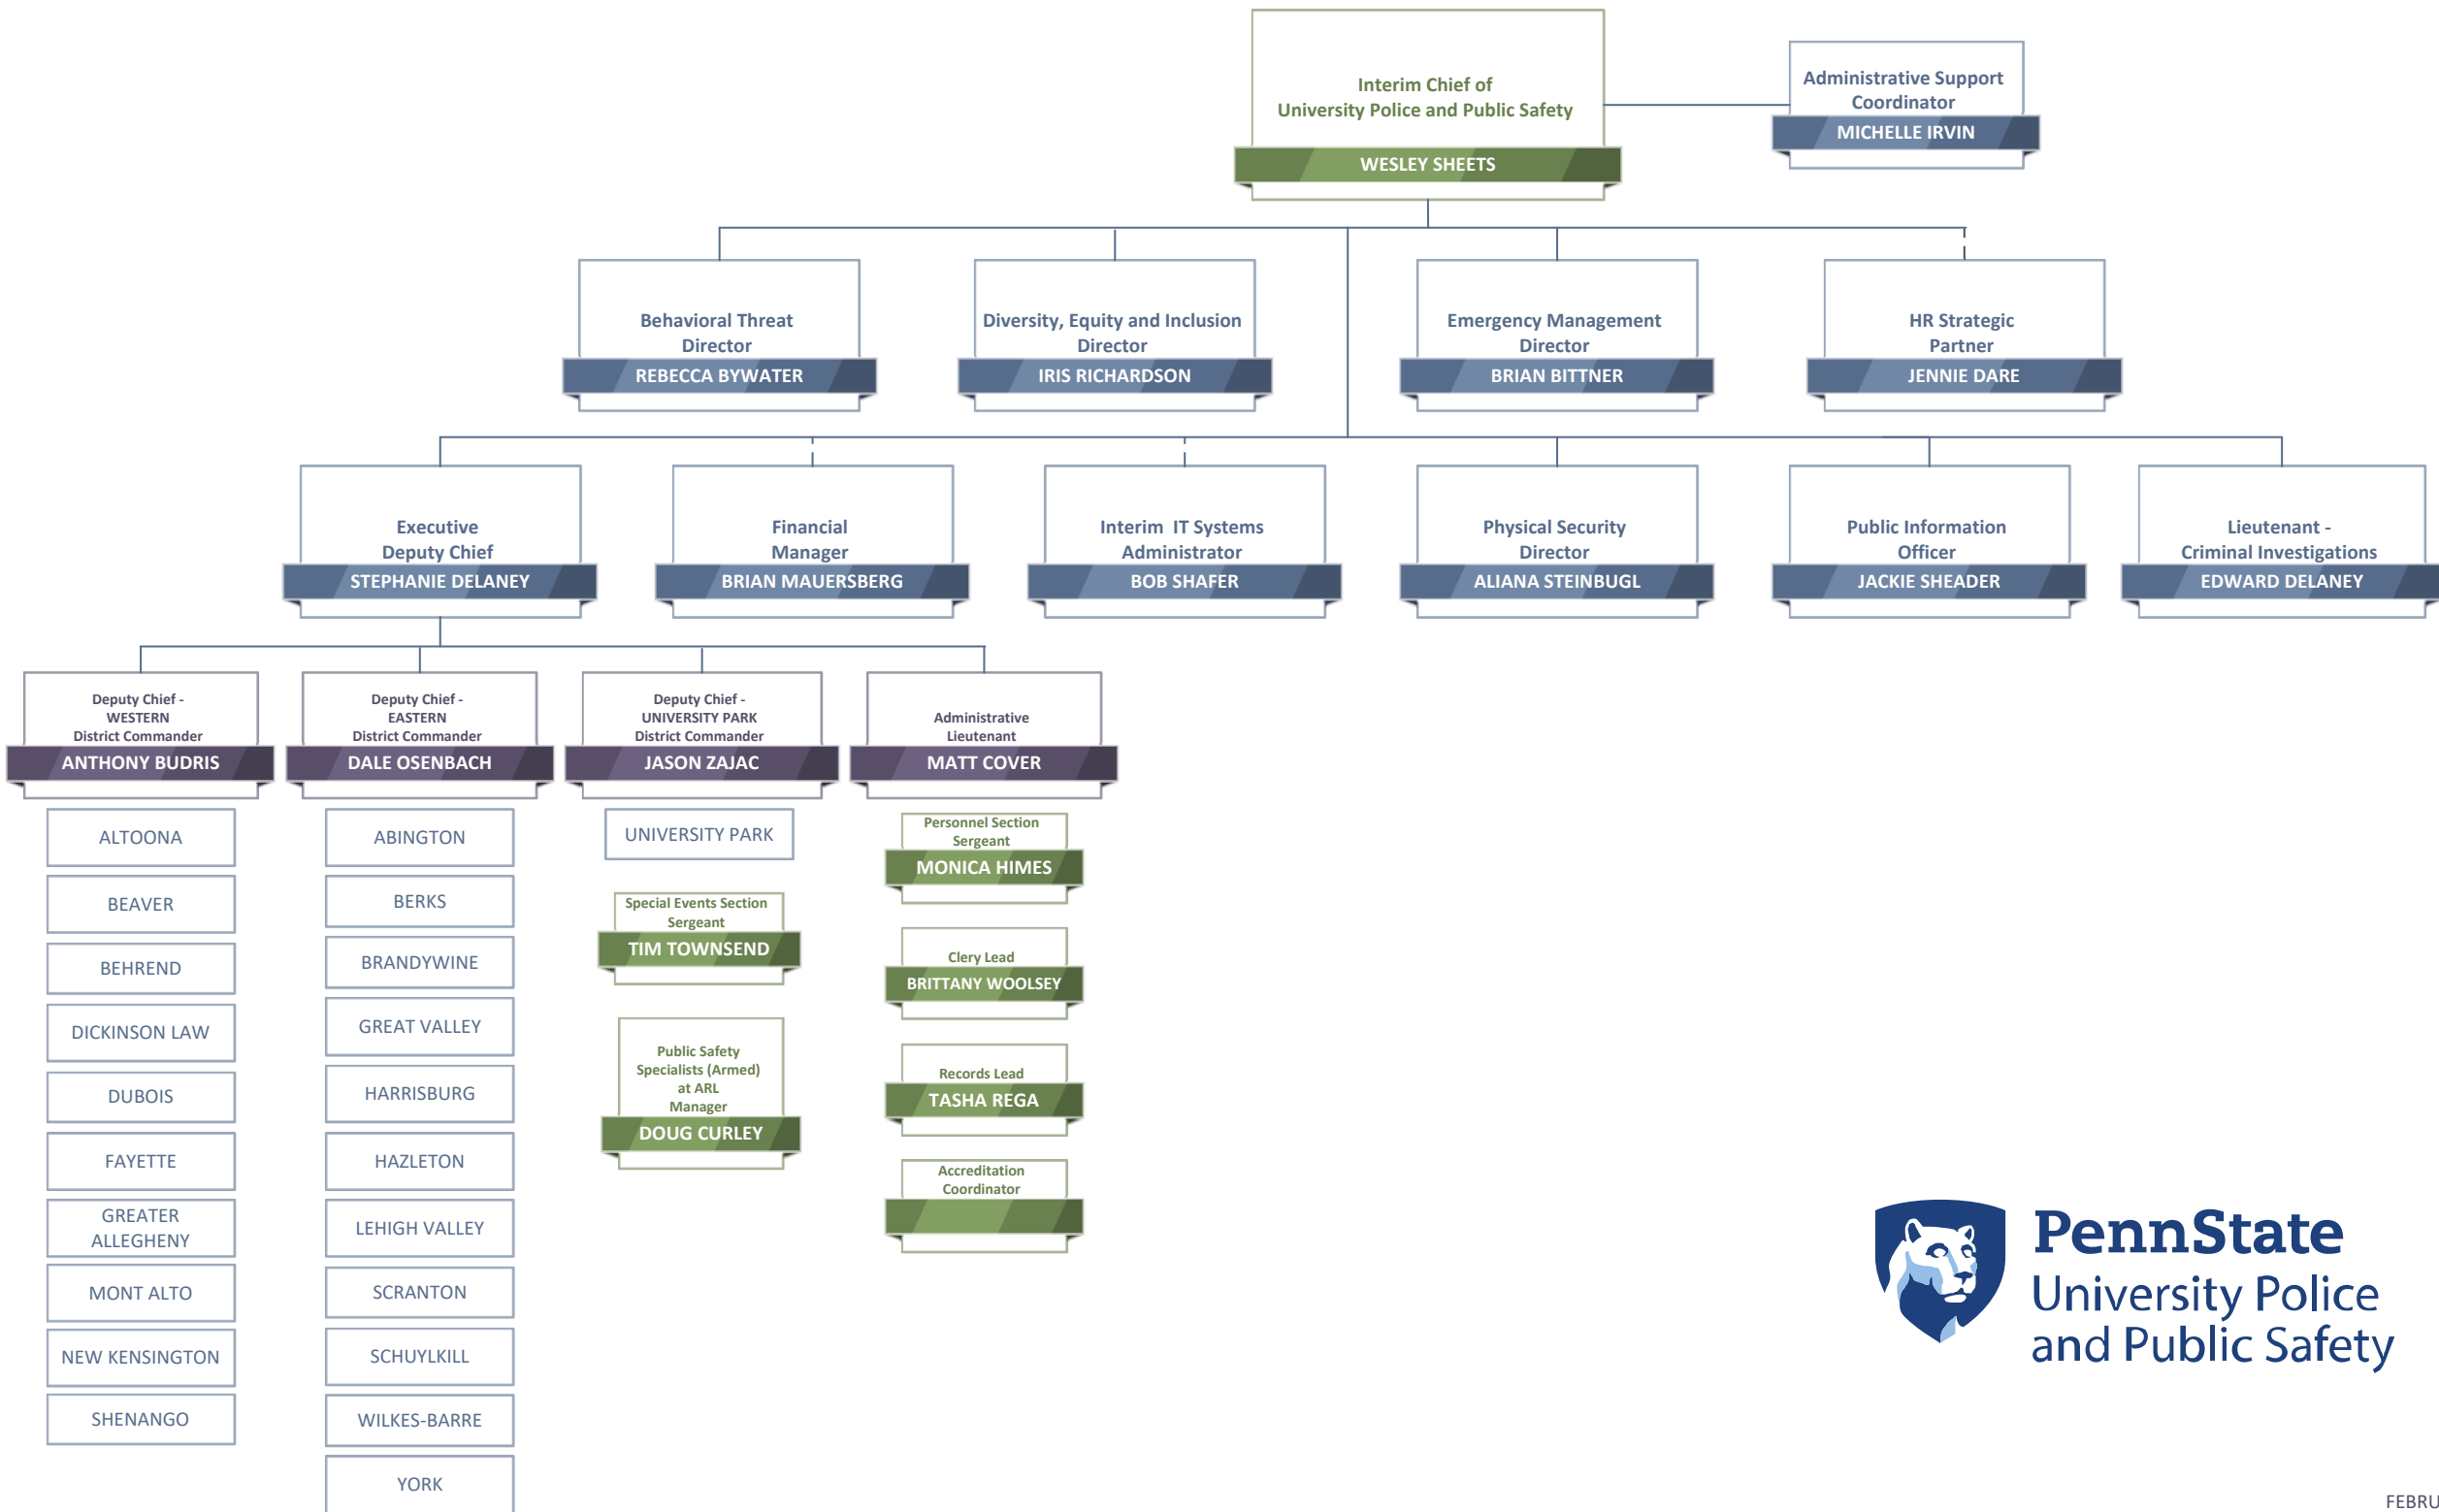 Interim Chief of
University Police and Public Safety
WESLEY SHEETS
Administrative Support
Coordinator
MICHELLE IRVIN
Behavioral Threat
Director
REBECCA BYWATER
Diversity, Equity and Inclusion
Director
IRIS RICHARDSON
Emergency Management
Director
BRIAN BITTNER
HR Strategic
Partner
JENNIE DARE
Executive
Deputy Chief
STEPHANIE DELANEY
Financial
Manager
BRIAN MAUERSBERG
Interim IT Systems
Administrator
BOB SHAFER
Physical Security
Director
ALIANA STEINBUGL
Public Information
Officer
JACKIE SHEADER
Lieutenant -
Criminal Investigations
EDWARD DELANEY
Deputy Chief -
WESTERN
District Commander
ANTHONY BUDRIS
ALTOONA
BEAVER
BEHREND
DICKINSON LAW
DUBOIS
FAYETTE
GREATER
ALLEGHENY
MONT ALTO
NEW KENSINGTON
SHENANGO
Deputy Chief -
EASTERN
District Commander
DALE OSENBACH
ABINGTON
BERKS
BRANDYWINE
GREAT VALLEY
HARRISBURG
HAZLETON
LEHIGH VALLEY
SCRANTON
SCHUYLKILL
WILKES-BARRE
YORK
Deputy Chief -
UNIVERSITY PARK
District Commander
JASON ZAJAC
UNIVERSITY PARK
Special Events Section
Sergeant
TIM TOWNSEND
Public Safety
Specialists (Armed)
at ARL
Manager
DOUG CURLEY
Administrative
Lieutenant
MATT COVER
Personnel Section
Sergeant
MONICA HIMES
Clery Lead
BRITTANY WOOLSEY
Records Lead
TASHA REGA
Accreditation
Coordinator
PennState
University Police
and Public Safety
FEBRU